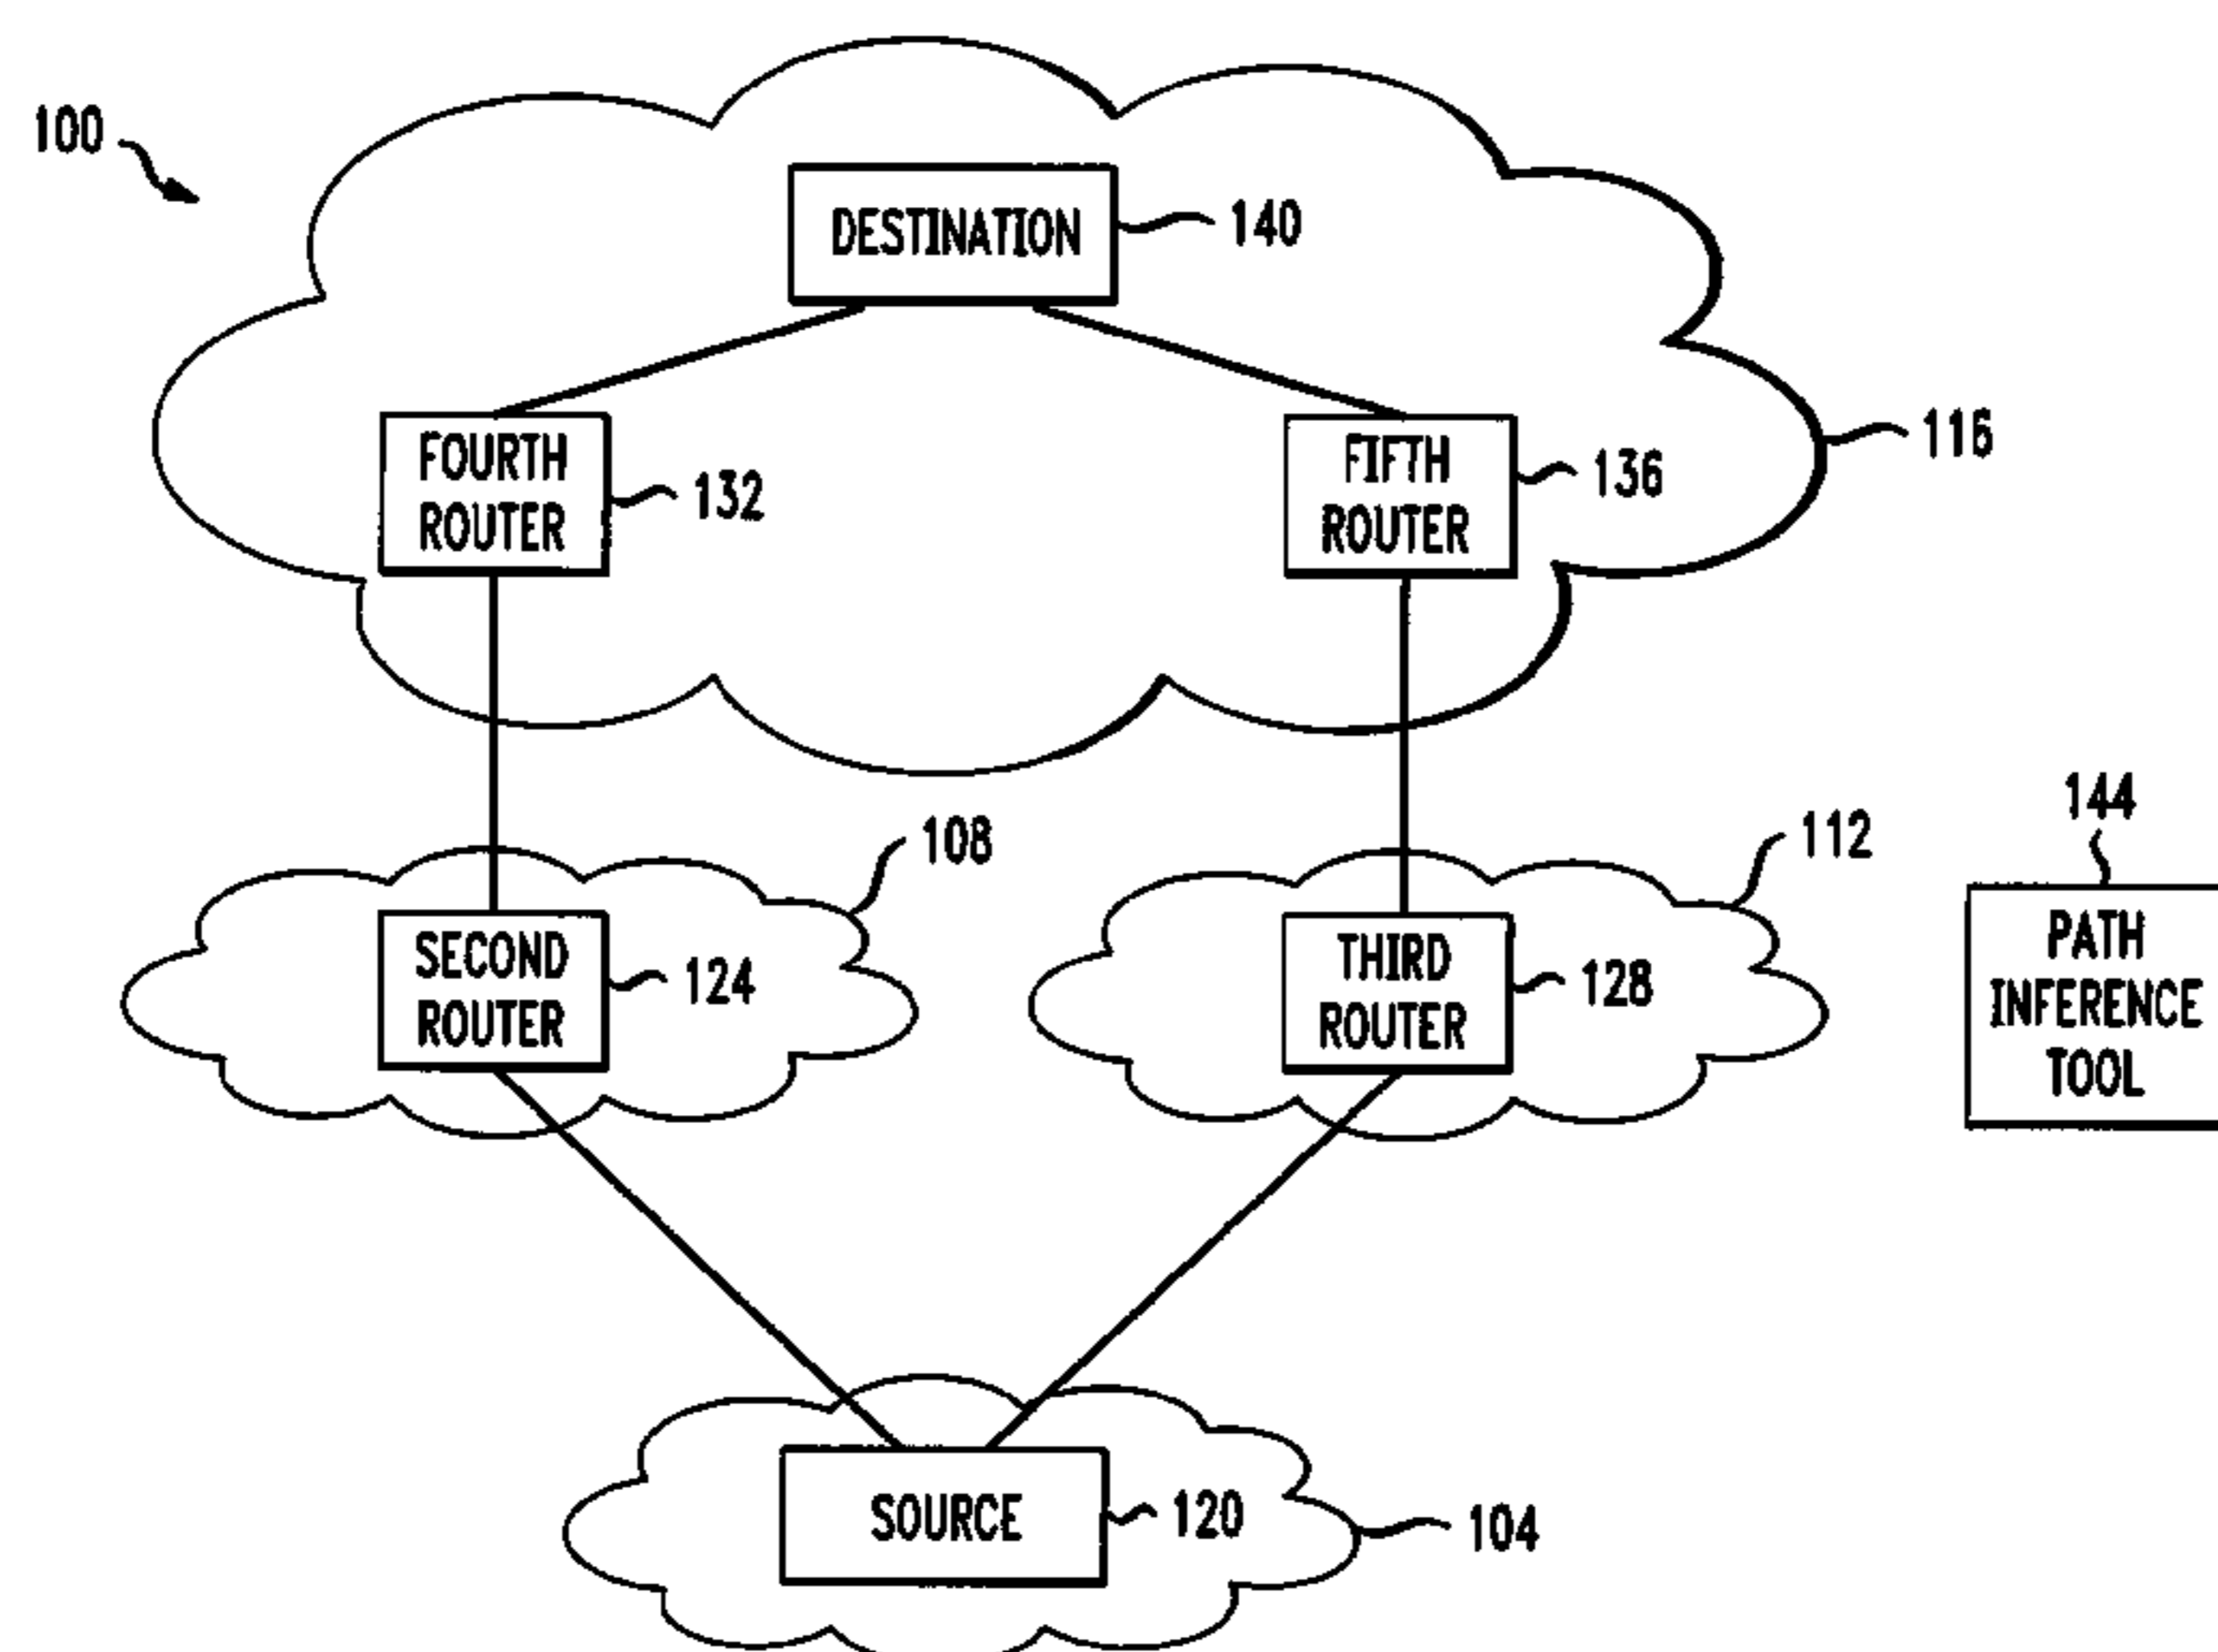 100
DESTINATION
140
FOURTH
ROUTER
132
FIFTH
ROUTER
136
116
108
SECOND
ROUTER
124
112
THIRD
ROUTER
128
144
PATH
INFERENCE
TOOL
SOURCE
120
104